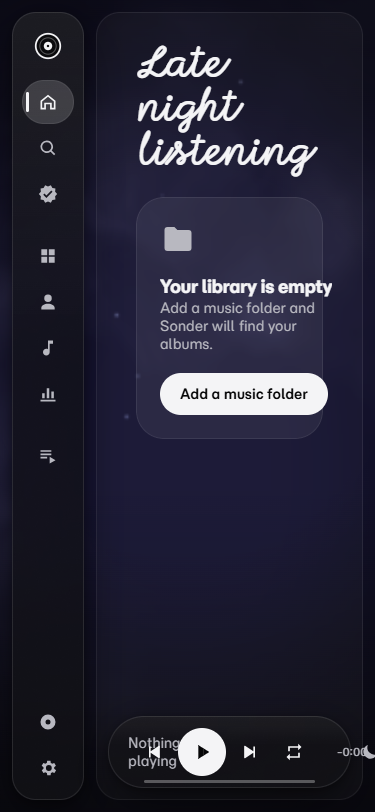 Late
night
listening
Your library is empty
Add a music folder and
Sonder will find your
albums.
Add a music folder
Nothing
playing
-0:00